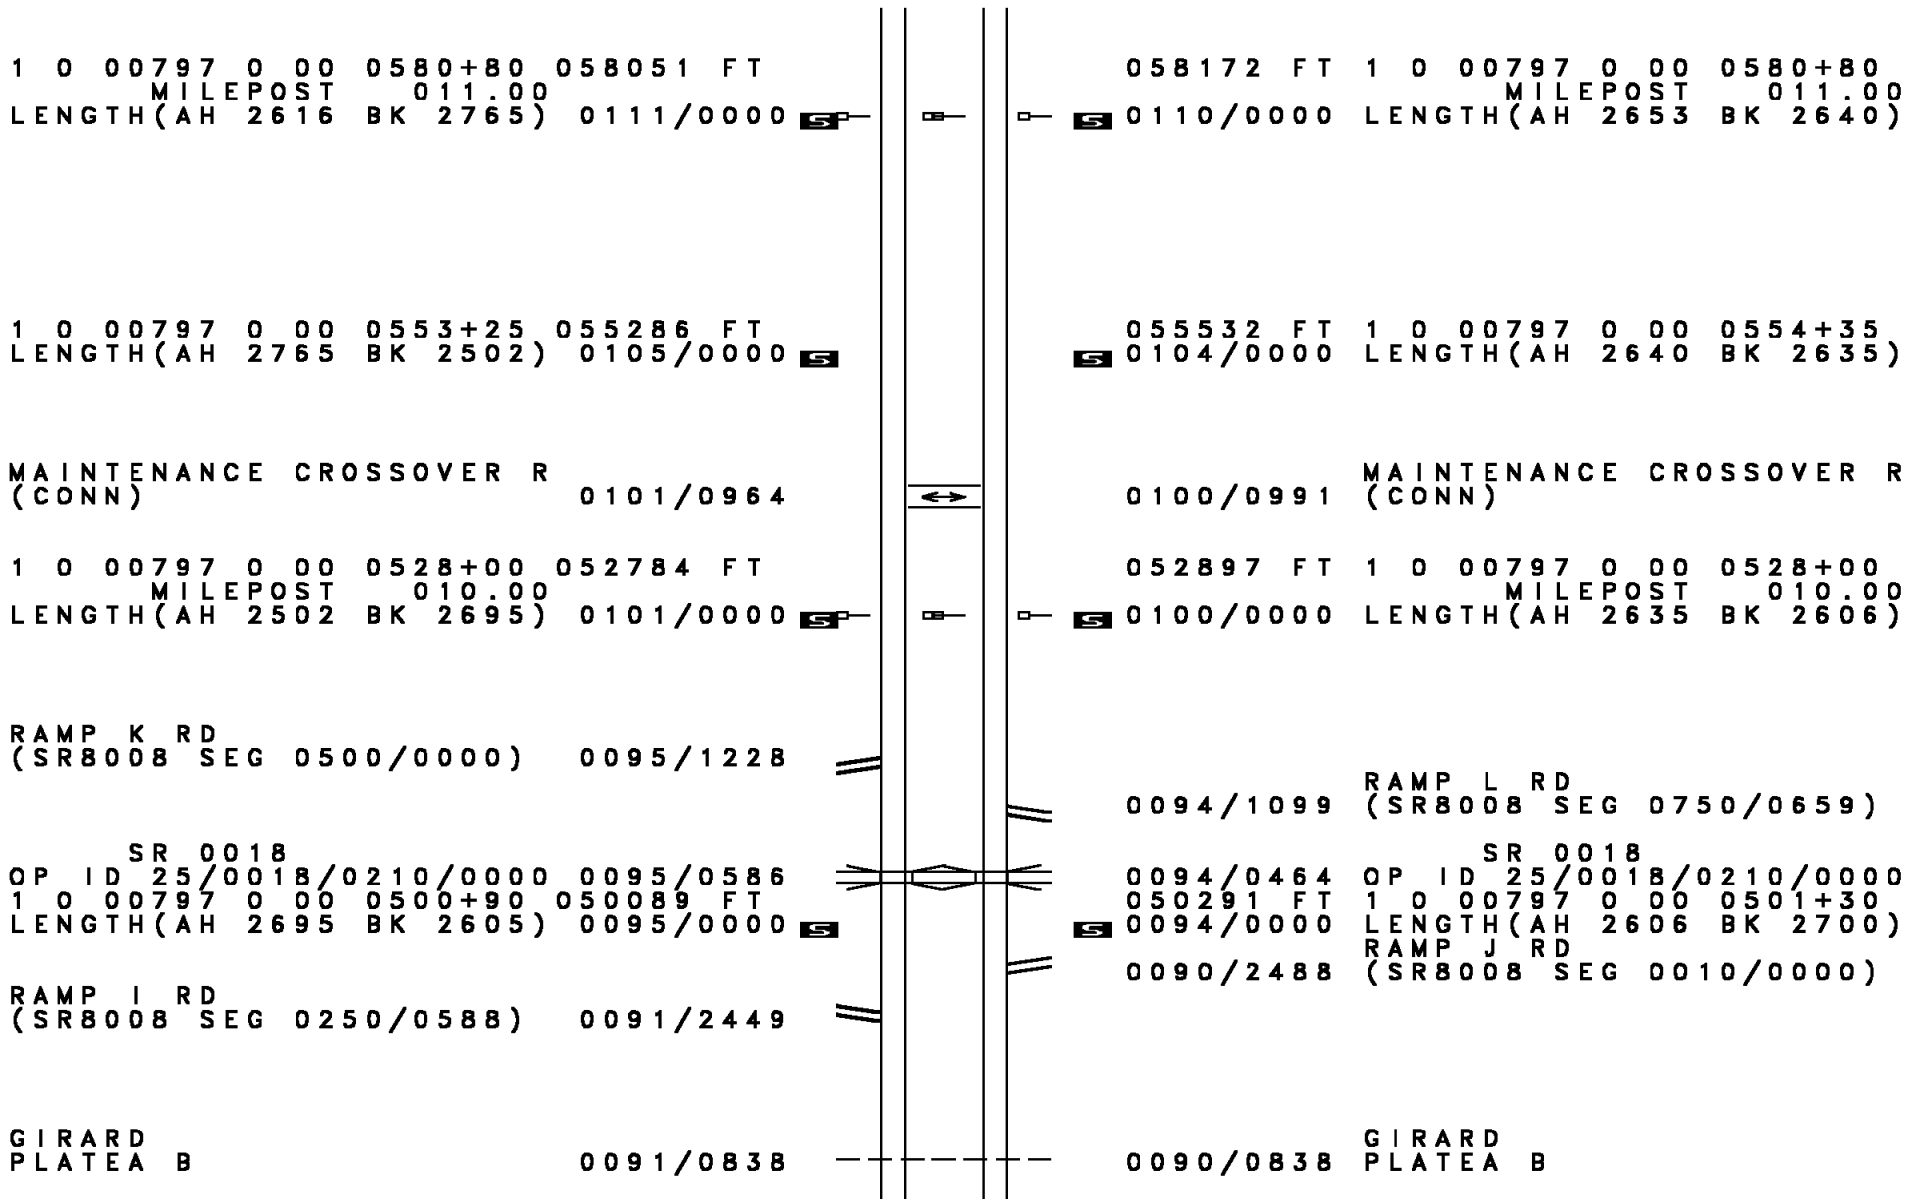 1 0 00797 0 00 0580+80 058051 FT
MILEPOST 011.00
LENGTH(AH 2616 BK 2765) 0111/0000 S
058172 FT 1 0 00797 0 00 0580+80
MILEPOST 011.00
S 0110/0000 LENGTH(AH 2653 BK 2640)
1 0 00797 0 00 0553+25 055286 FT
LENGTH(AH 2765 BK 2502) 0105/0000 S
055532 FT 1 0 00797 0 00 0554+35
S 0104/0000 LENGTH(AH 2640 BK 2635)
MAINTENANCE CROSSOVER R
(CONN) 0101/0964
MAINTENANCE CROSSOVER R
0100/0991 (CONN)
1 0 00797 0 00 0528+00 052784 FT
MILEPOST 010.00
LENGTH(AH 2502 BK 2695) 0101/0000 S
052897 FT 1 0 00797 0 00 0528+00
MILEPOST 010.00
S 0100/0000 LENGTH(AH 2635 BK 2606)
RAMP K RD
(SR8008 SEG 0500/0000) 0095/1228
RAMP L RD
0094/1099 (SR8008 SEG 0750/0659)
SR 0018
OP ID 25/0018/0210/0000 0095/0586
1 0 00797 0 00 0500+90 050089 FT
LENGTH(AH 2695 BK 2605) 0095/0000 S
SR 0018
0094/0464 OP ID 25/0018/0210/0000
050291 FT 1 0 00797 0 00 0501+30
S 0094/0000 LENGTH(AH 2606 BK 2700)
RAMP J RD
0090/2488 (SR8008 SEG 0010/0000)
RAMP I RD
(SR8008 SEG 0250/0588) 0091/2449
GIRARD
PLATEA B 0091/0838
GIRARD
0090/0838 PLATEA B